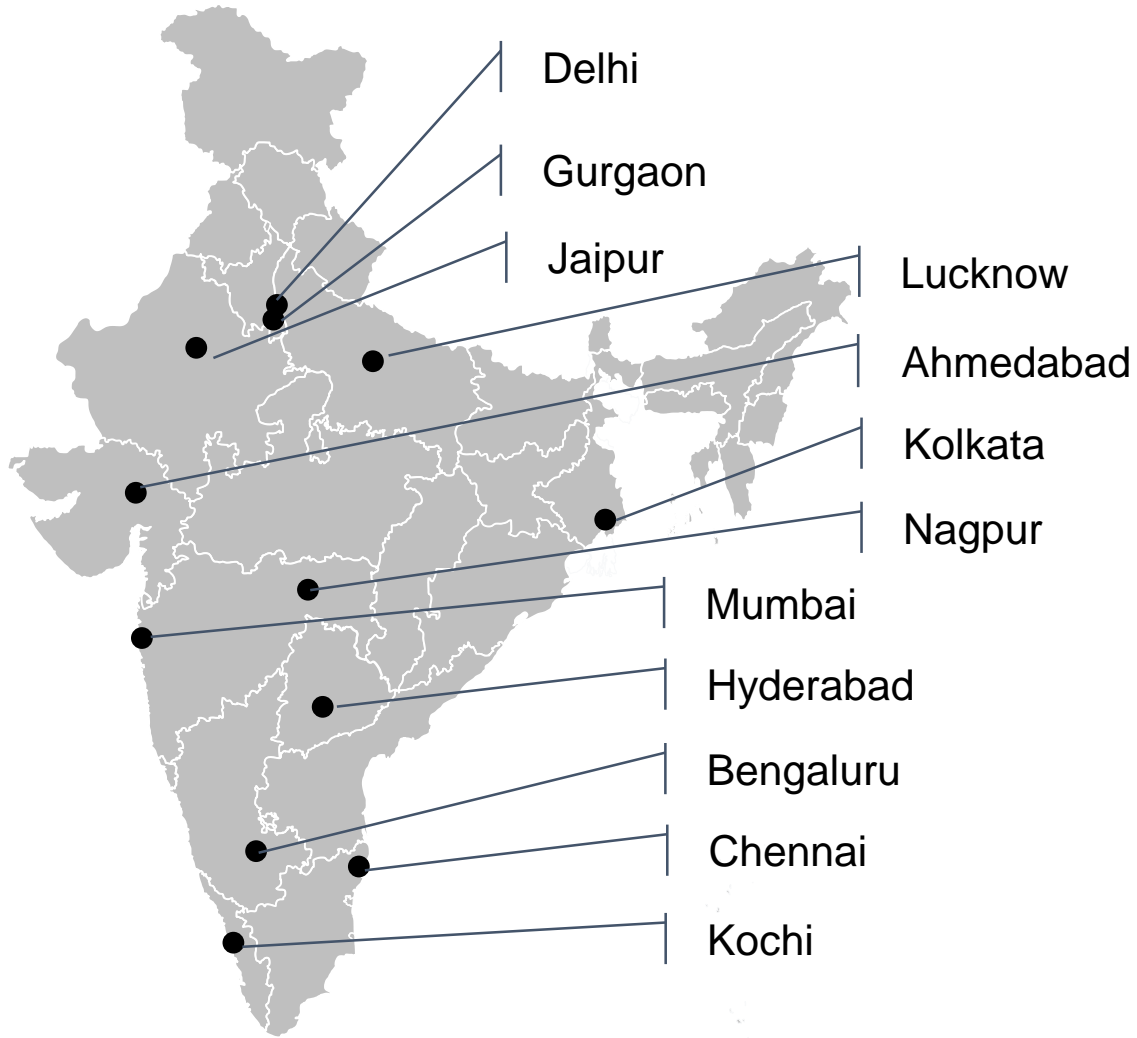 Delhi
Gurgaon
Jaipur
Lucknow
Ahmedabad
Kolkata
Nagpur
Mumbai
Hyderabad
Bengaluru
Chennai
Kochi